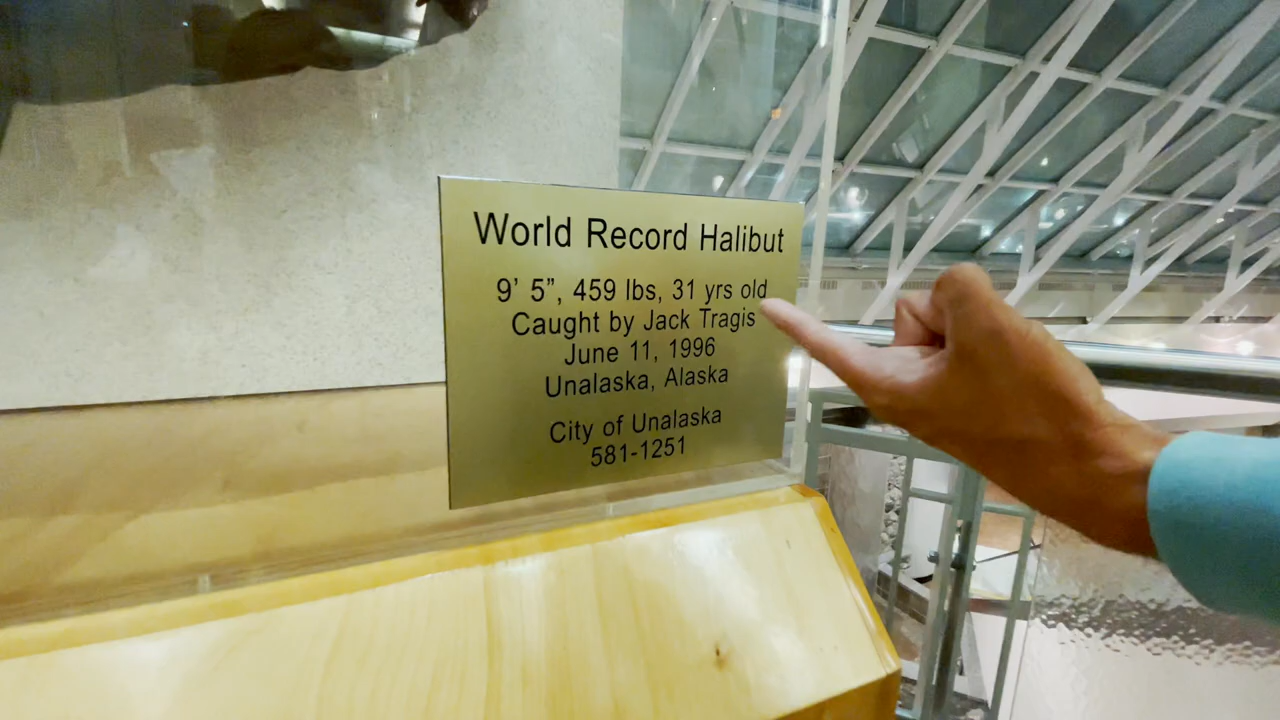 World Record Halibut
9’ 5”, 459 lbs, 31 yrs old
Caught by Jack Tragis
June 11, 1996
Unalaska, Alaska
City of Unalaska
581-1251